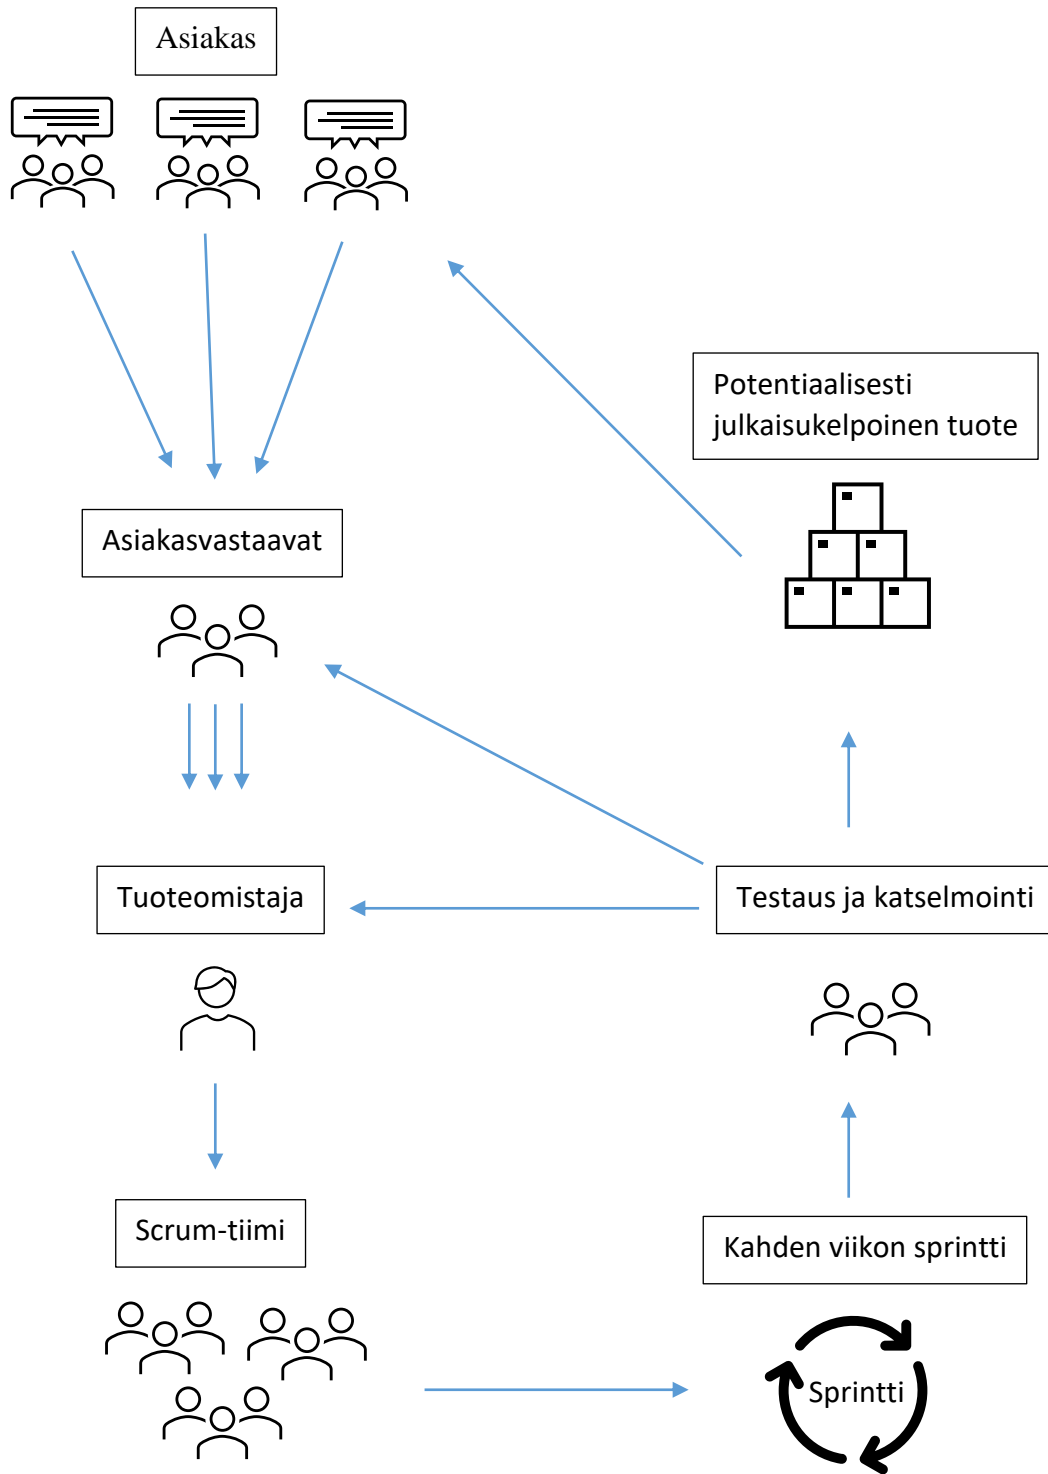 Asiakas
Potentiaalisesti
julkaisukelpoinen tuote
Asiakasvastaavat
Tuoteomistaja
Testaus ja katselmointi
Scrum-tiimi
Kahden viikon sprintti
Sprintti